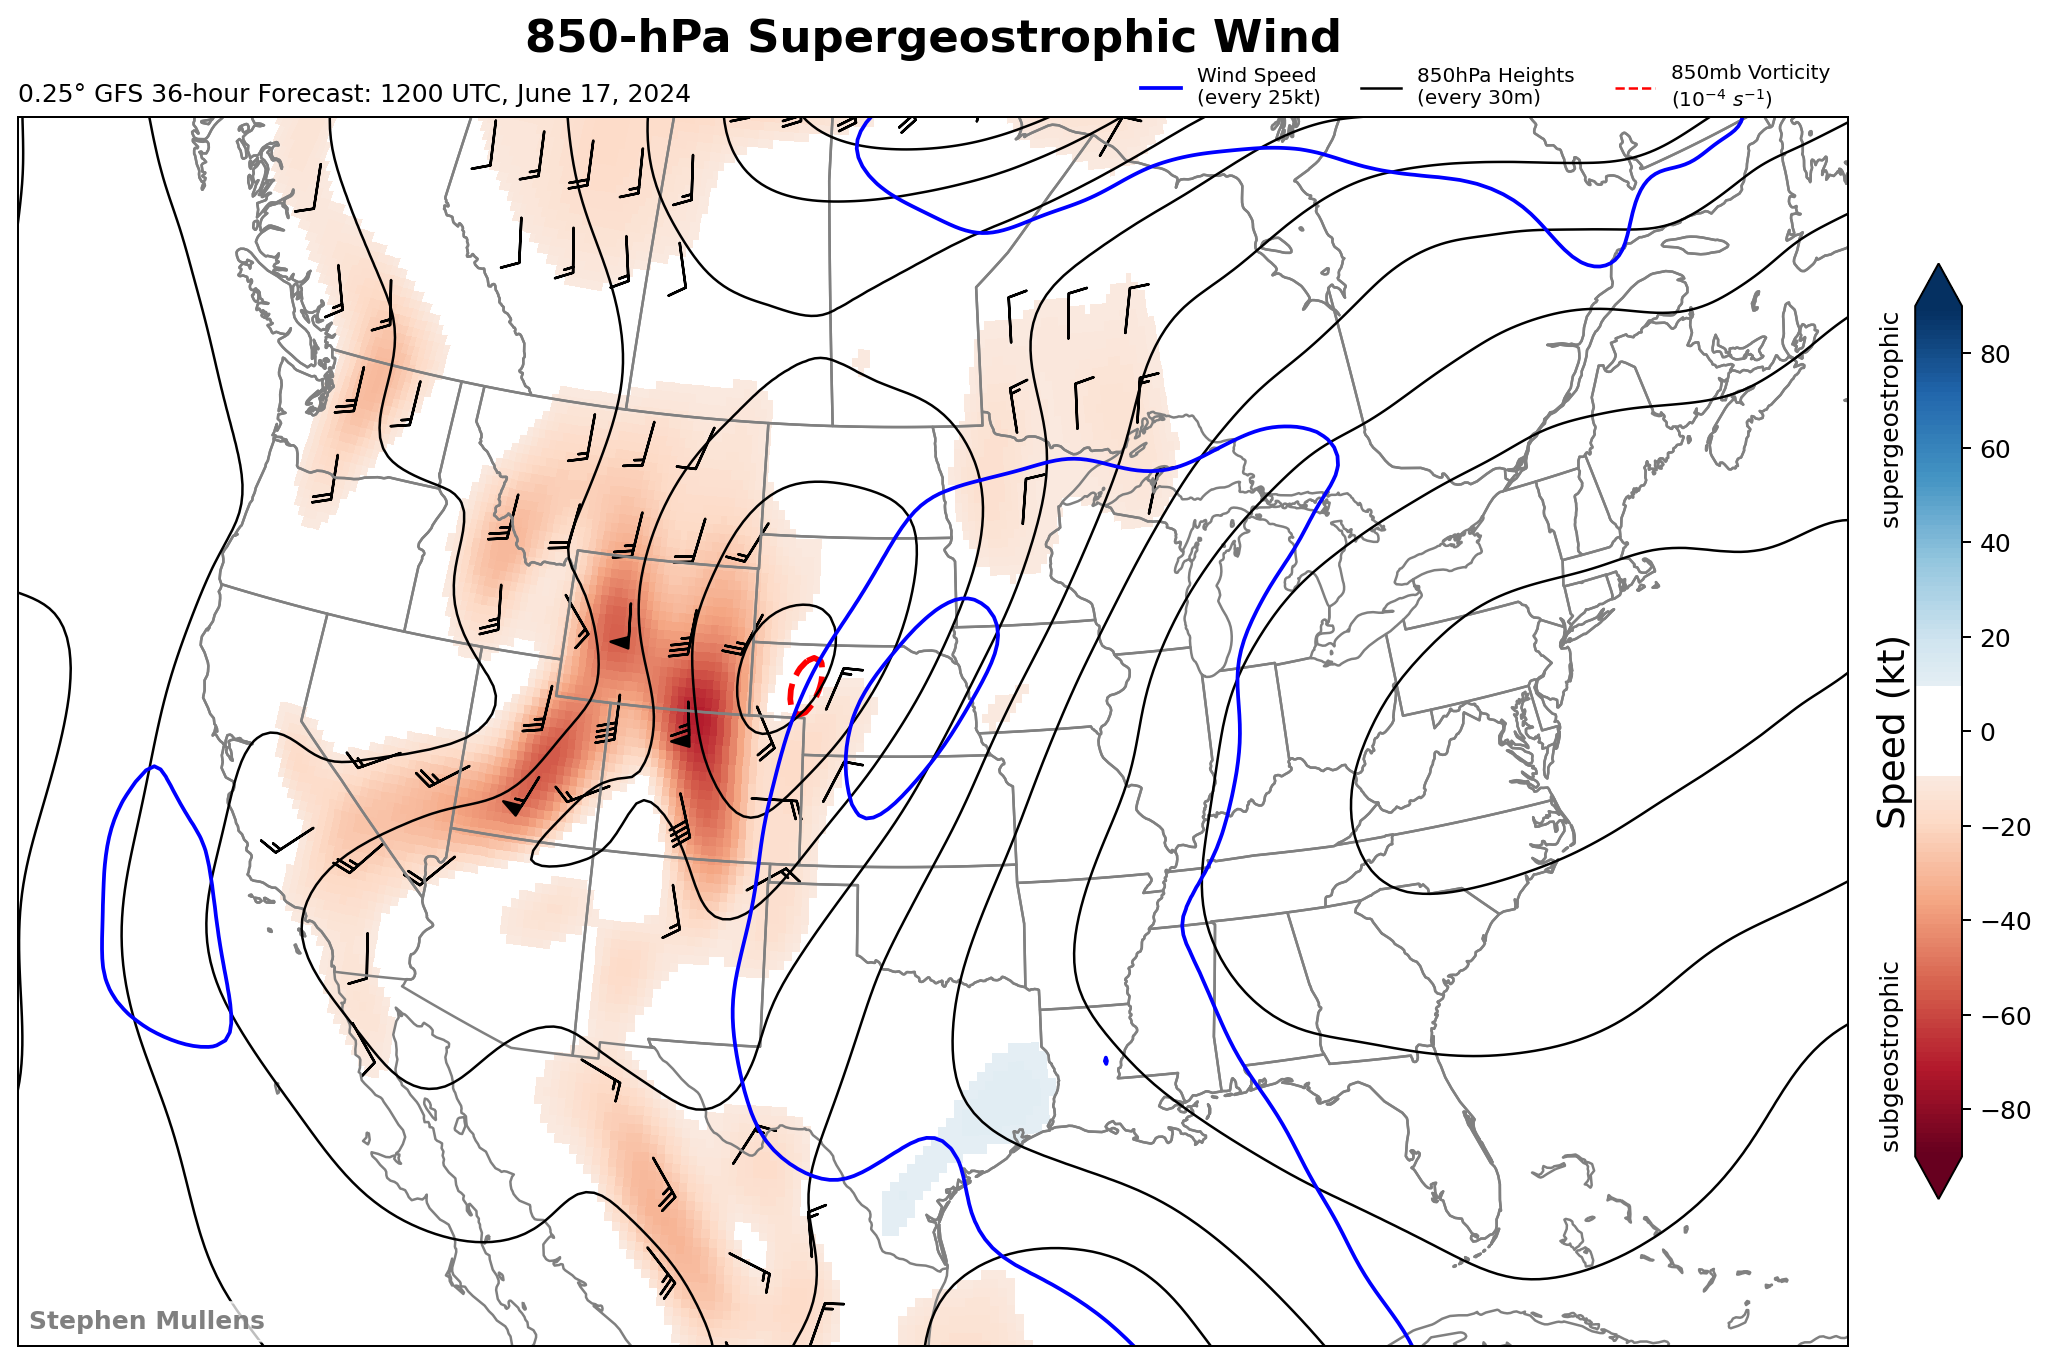 850-hPa Supergeostrophic Wind
0.25° GFS 36-hour Forecast: 1200 UTC, June 17, 2024
Wind Speed
(every 25kt)
850hPa Heights
(every 30m)
850mb Vorticity
(10⁻⁴ s⁻¹)
supergeostrophic
Speed (kt)
subgeostrophic
80
60
40
20
0
−20
−40
−60
−80
Stephen Mullens